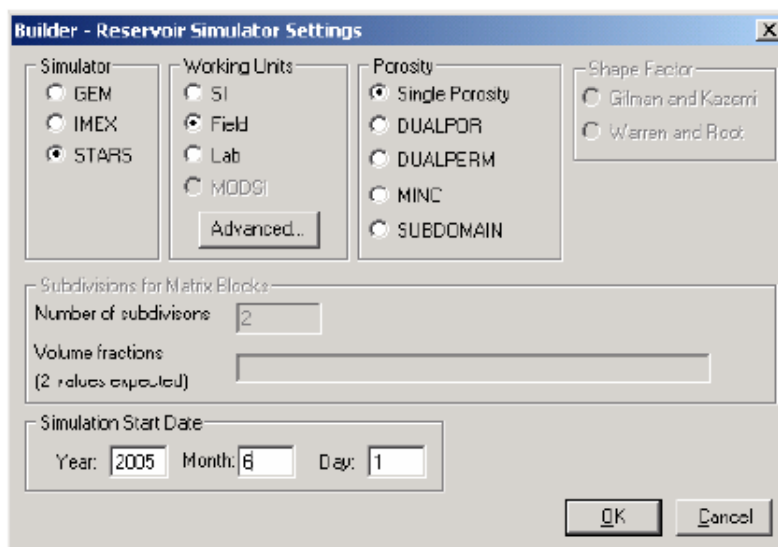 Builder - Reservoir Simulator Settings
Simulator
GEM
IMEX
STARS
Working Units
SI
Field
Lab
MODSI
Advanced...
Porosity
Single Porosity
DUALPOR
DUALPERM
MINC
SUBDOMAIN
Shape Factor
Gilman and Kazemi
Warren and Root
Subdivisions for Matrix Blocks
Number of subdivisons
2
Volume fractions
(2 values expected)
Simulation Start Date
Year: 2005 Month: 6 Day: 1
OK Cancel